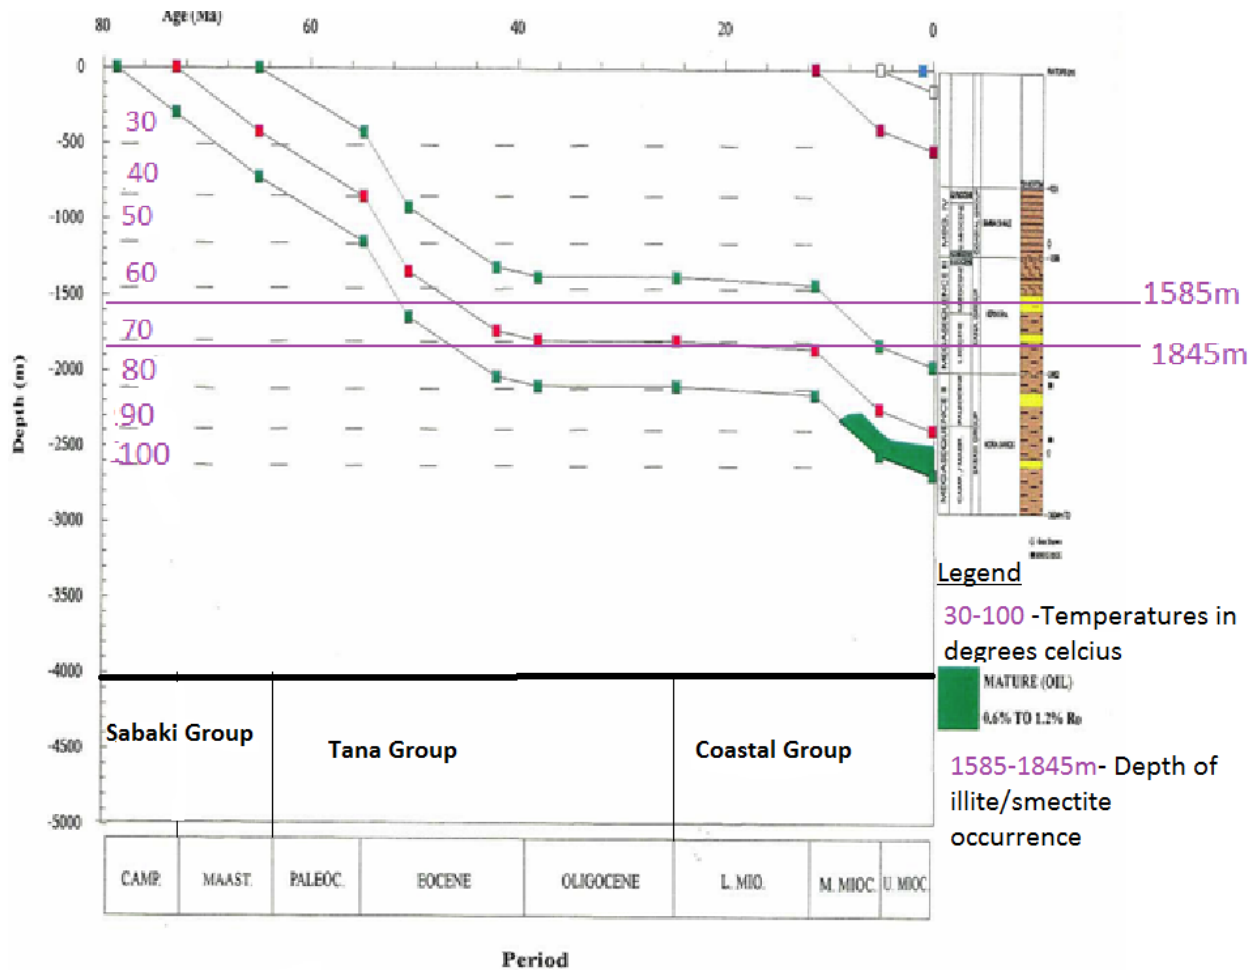 Age (Ma)
80 60 40 20 0
0
-500
-1000
-1500
-2000
-2500
-3000
-3500
-4000
-4500
-5000
Depth (m)
30
40
50
60
70
80
90
100
1585m
1845m
Legend
30-100 -Temperatures in
degrees celcius
MATURE (OIL)
0.6% TO 1.2% Ro
1585-1845m- Depth of
illite/smectite
occurrence
Sabaki Group
Tana Group
Coastal Group
CAMP. MAAST. PALEOC. EOCENE OLIGOCENE L. MIO. M. MIOC. U. MIOC.
Period